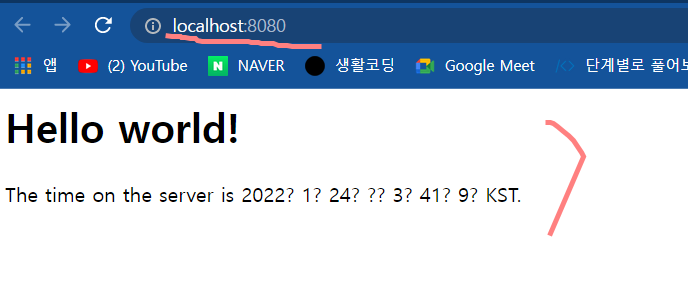 localhost:8080
앱 (2) YouTube NAVER 생활코딩 Google Meet 단계별로 풀어보
Hello world!
The time on the server is 2022? 1? 24? ?? 3? 41? 9? KST.